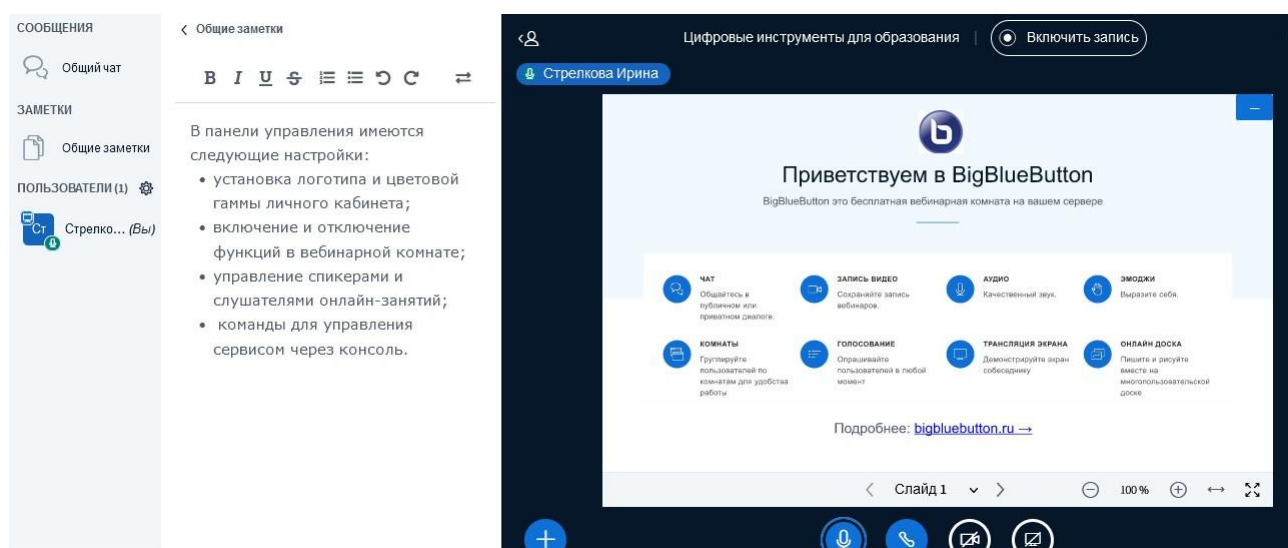 СООБЩЕНИЯ
Общий чат
ЗАМЕТКИ
Общие заметки
ПОЛЬЗОВАТЕЛИ (1)
Ст
Стрелко... (Вы)
Общие заметки
B I U S
В панели управления имеются
следующие настройки:
• установка логотипа и цветовой
гаммы личного кабинета;
• включение и отключение
функций в вебинарной комнате;
• управление спикерами и
слушателями онлайн-занятий;
• команды для управления
сервисом через консоль.
Цифровые инструменты для образования | Включить запись
Стрелкова Ирина
b
Приветствуем в BigBlueButton
BigBlueButton это бесплатная вебинарная комната на вашем сервере
ЧАТ
Общайтесь в
публичном или
приватном диалоге.
ЗАПИСЬ ВИДЕО
Сохраняйте запись
вебинаров.
АУДИО
Качественный звук.
ЭМОДЖИ
Выразите себя.
КОМНАТЫ
Группируйте
пользователей по
комнатам для удобства
работы
ГОЛОСОВАНИЕ
Опрашивайте
пользователей в любой
момент
ТРАНСЛЯЦИЯ ЭКРАНА
Демонстрируйте экран
собеседнику
ОНЛАЙН ДОСКА
Пишите и рисуйте
вместе на
многопользовательской
доске
Подробнее: bigbluebutton.ru →
Слайд 1
100 %